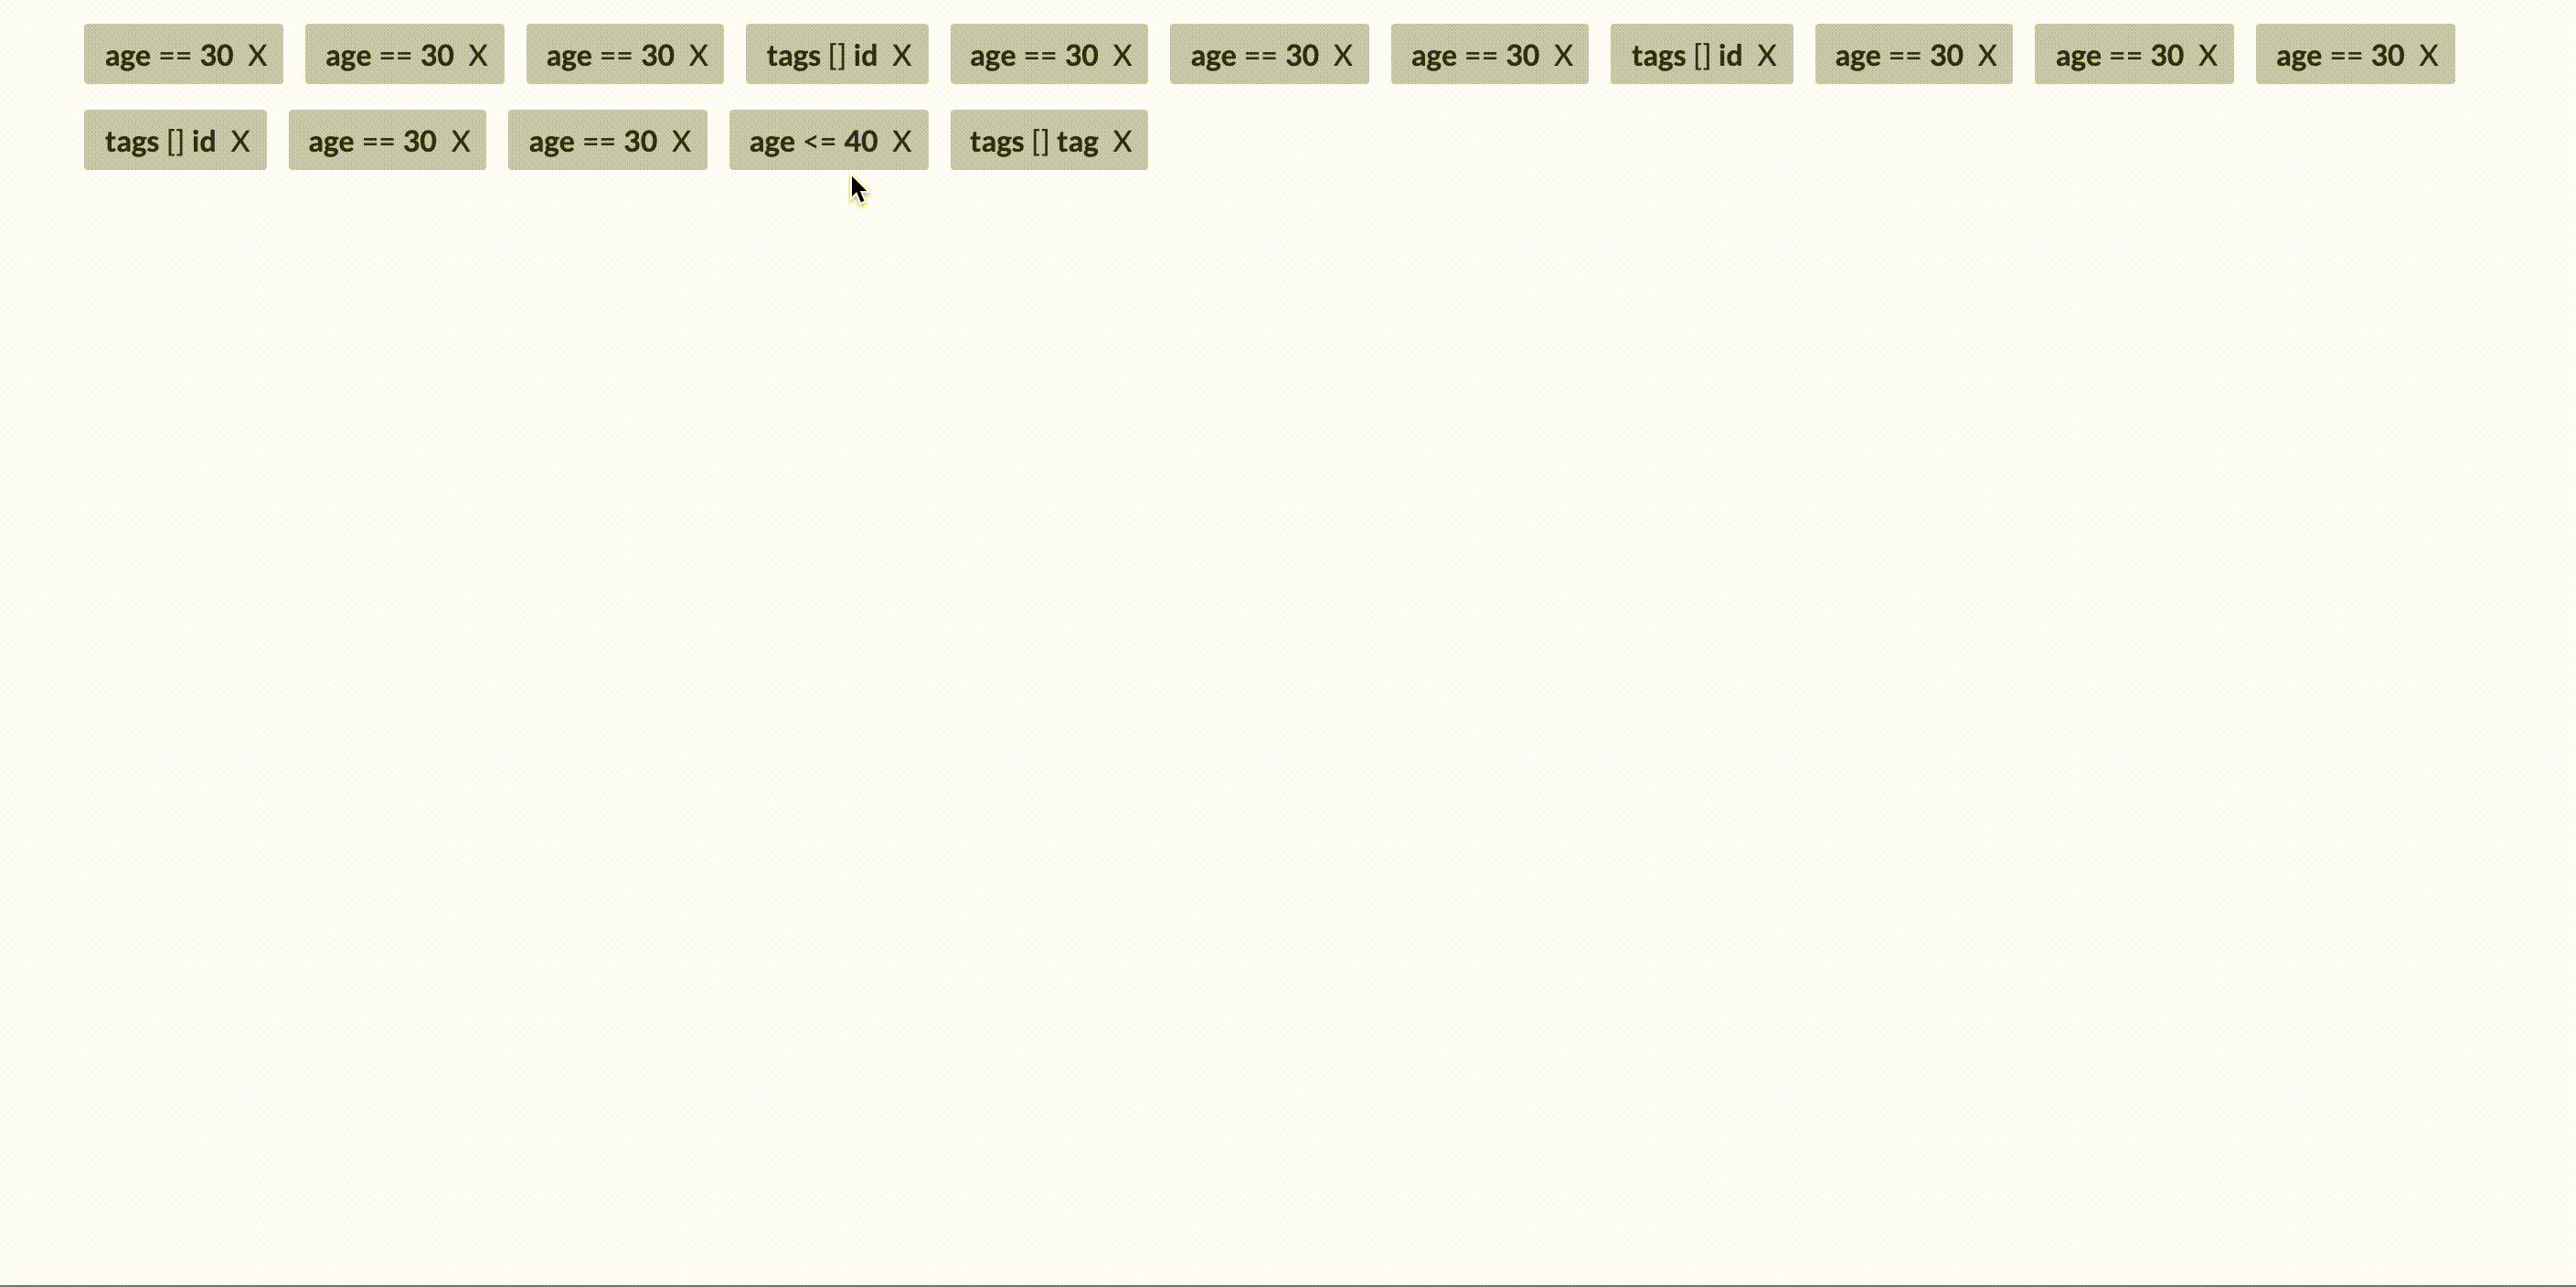 age == 30 X age == 30 X age == 30 X tags [] id X age == 30 X age == 30 X age == 30 X tags [] id X age == 30 X age == 30 X age == 30 X
tags [] id X age == 30 X age == 30 X age <= 40 X tags [] tag X